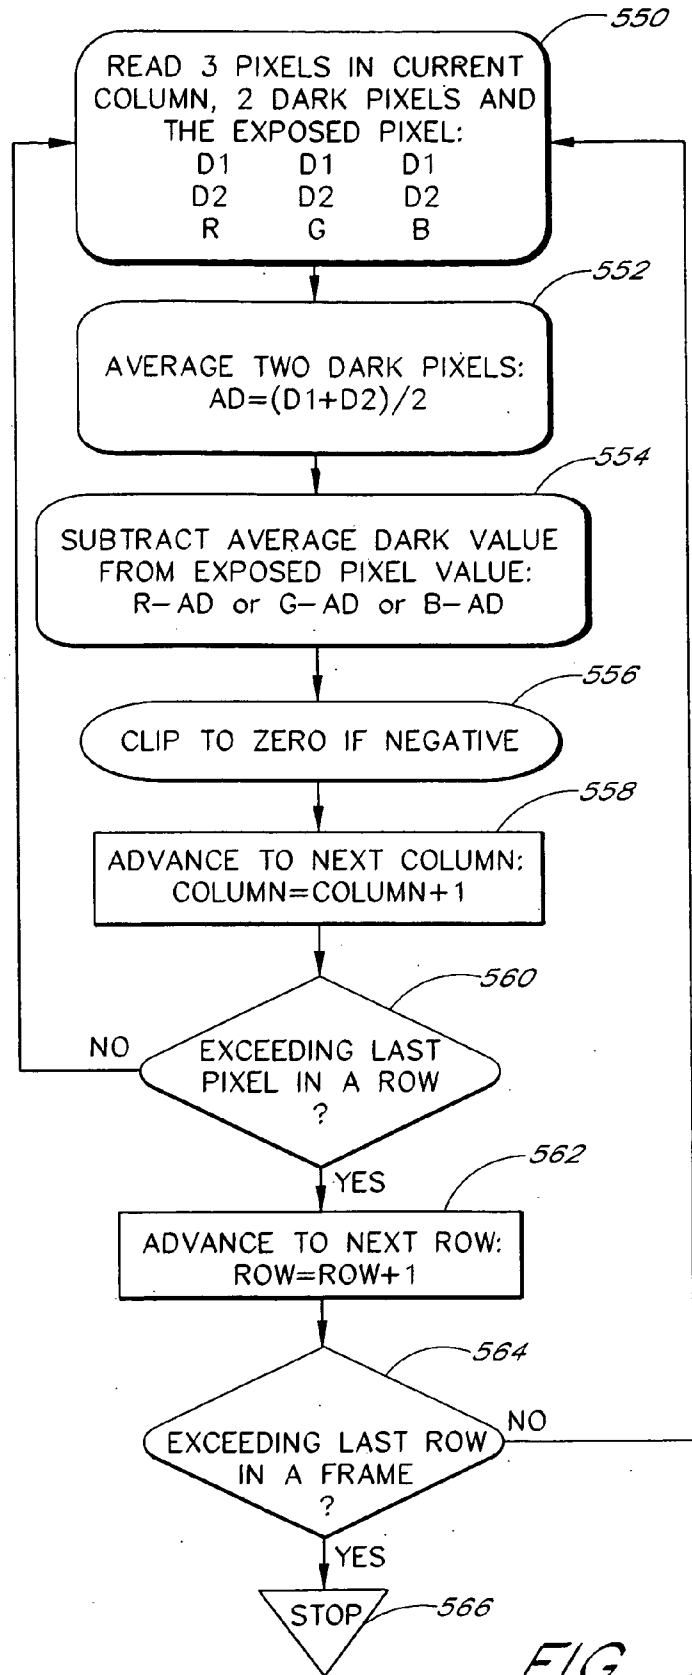 550
READ 3 PIXELS IN CURRENT
COLUMN, 2 DARK PIXELS AND
THE EXPOSED PIXEL:
D1 D1 D1
D2 D2 D2
R G B
552
AVERAGE TWO DARK PIXELS:
AD=(D1+D2)/2
554
SUBTRACT AVERAGE DARK VALUE
FROM EXPOSED PIXEL VALUE:
R-AD or G-AD or B-AD
556
CLIP TO ZERO IF NEGATIVE
558
ADVANCE TO NEXT COLUMN:
COLUMN=COLUMN+1
560
NO
EXCEEDING LAST
PIXEL IN A ROW
?
YES
562
ADVANCE TO NEXT ROW:
ROW=ROW+1
564
NO
EXCEEDING LAST ROW
IN A FRAME
?
YES
STOP
566
FIG